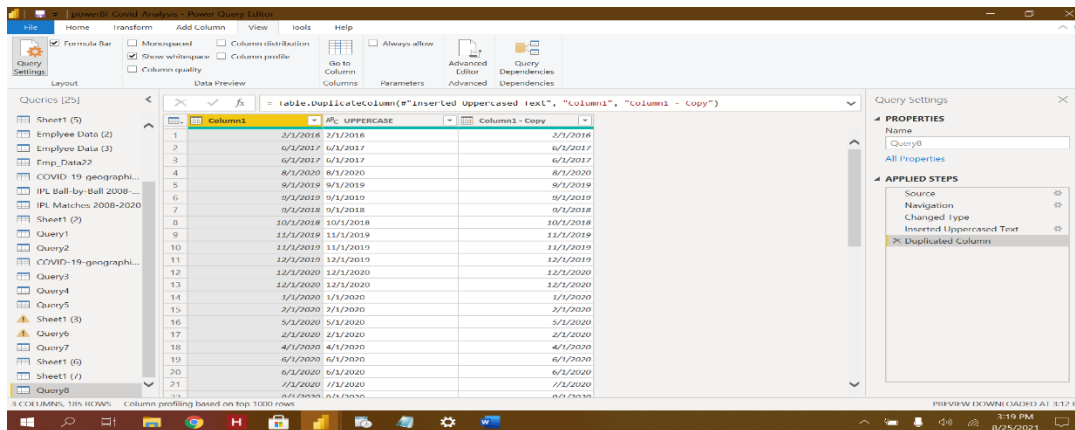 powerBI Covid Analysis - Power Query Editor
File Home Transform Add Column View Tools Help
Query Settings
Formula Bar
Layout
Monospaced
Show whitespace
Column quality
Column distribution
Column profile
Data Preview
Go to Column
Columns
Always allow
Parameters
Advanced Editor
Advanced
Query Dependencies
Dependencies
Queries [25]
Sheet1 (5)
Emplyee Data (2)
Emplyee Data (3)
Emp_Data22
COVID-19-geographi...
IPL Ball-by-Ball 2008-...
IPL Matches 2008-2020
Sheet1 (2)
Query1
Query2
COVID-19-geographi...
Query3
Query4
Query5
Sheet1 (3)
Query6
Query7
Sheet1 (6)
Sheet1 (7)
Query8
= Table.DuplicateColumn(#"Inserted Uppercased Text", "Column1", "Column1 - Copy")
Column1 UPPERCASE Column1 - Copy
1 2/1/2016 2/1/2016 2/1/2016
2 6/1/2017 6/1/2017 6/1/2017
3 6/1/2017 6/1/2017 6/1/2017
4 8/1/2020 8/1/2020 8/1/2020
5 9/1/2019 9/1/2019 9/1/2019
6 9/1/2019 9/1/2019 9/1/2019
7 9/1/2018 9/1/2018 9/1/2018
8 10/1/2018 10/1/2018 10/1/2018
9 11/1/2019 11/1/2019 11/1/2019
10 11/1/2019 11/1/2019 11/1/2019
11 12/1/2019 12/1/2019 12/1/2019
12 12/1/2020 12/1/2020 12/1/2020
13 12/1/2020 12/1/2020 12/1/2020
14 1/1/2020 1/1/2020 1/1/2020
15 2/1/2020 2/1/2020 2/1/2020
16 5/1/2020 5/1/2020 5/1/2020
17 2/1/2020 2/1/2020 2/1/2020
18 4/1/2020 4/1/2020 4/1/2020
19 6/1/2020 6/1/2020 6/1/2020
20 6/1/2020 6/1/2020 6/1/2020
21 7/1/2020 7/1/2020 7/1/2020
Query Settings
PROPERTIES
Name
Query8
All Properties
APPLIED STEPS
Source
Navigation
Changed Type
Inserted Uppercased Text
Duplicated Column
3 COLUMNS, 185 ROWS Column profiling based on top 1000 rows
PREVIEW DOWNLOADED AT 3:12
3:19 PM
8/25/2021